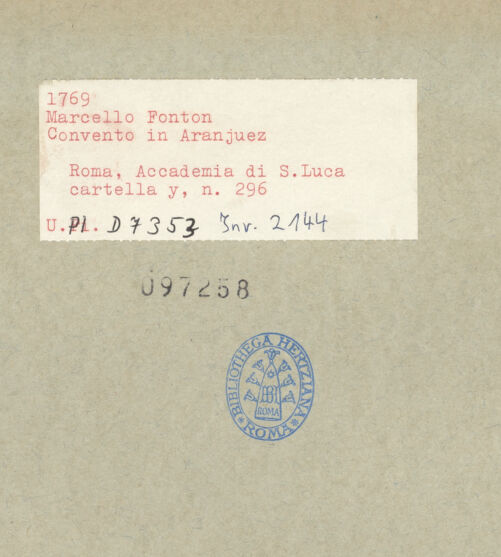 1769
Marcello Fonton
Convento in Aranjuez
Roma, Accademia di S.Luca
cartella y, n. 296
U.Pl. D 7353 Inv. 2144
097258
BIBLIOTHECA HERTZIANA
ROMA
ROMA